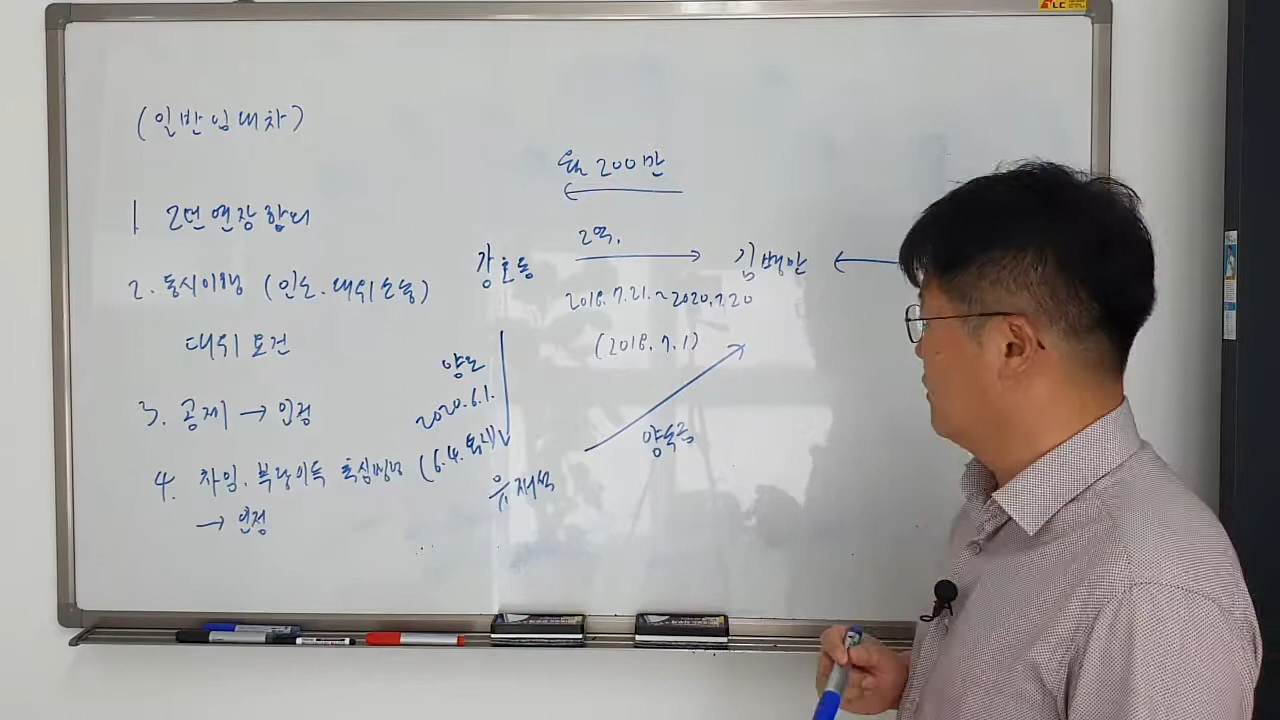 TLC
(일반임대차)
1 2년 연장 합의
2. 동시이행 (인도. 대위소송)
대위 요건
3. 공제 → 인정
4. 차임. 부당이득
→ 인정
월 200만
2억.
강호동
김병만
2018. 7. 21. ~ 2020. 7. 20
(2018. 7. 1)
양도
2020. 6. 1.
(6. 4. 통지)
유재석
양수금